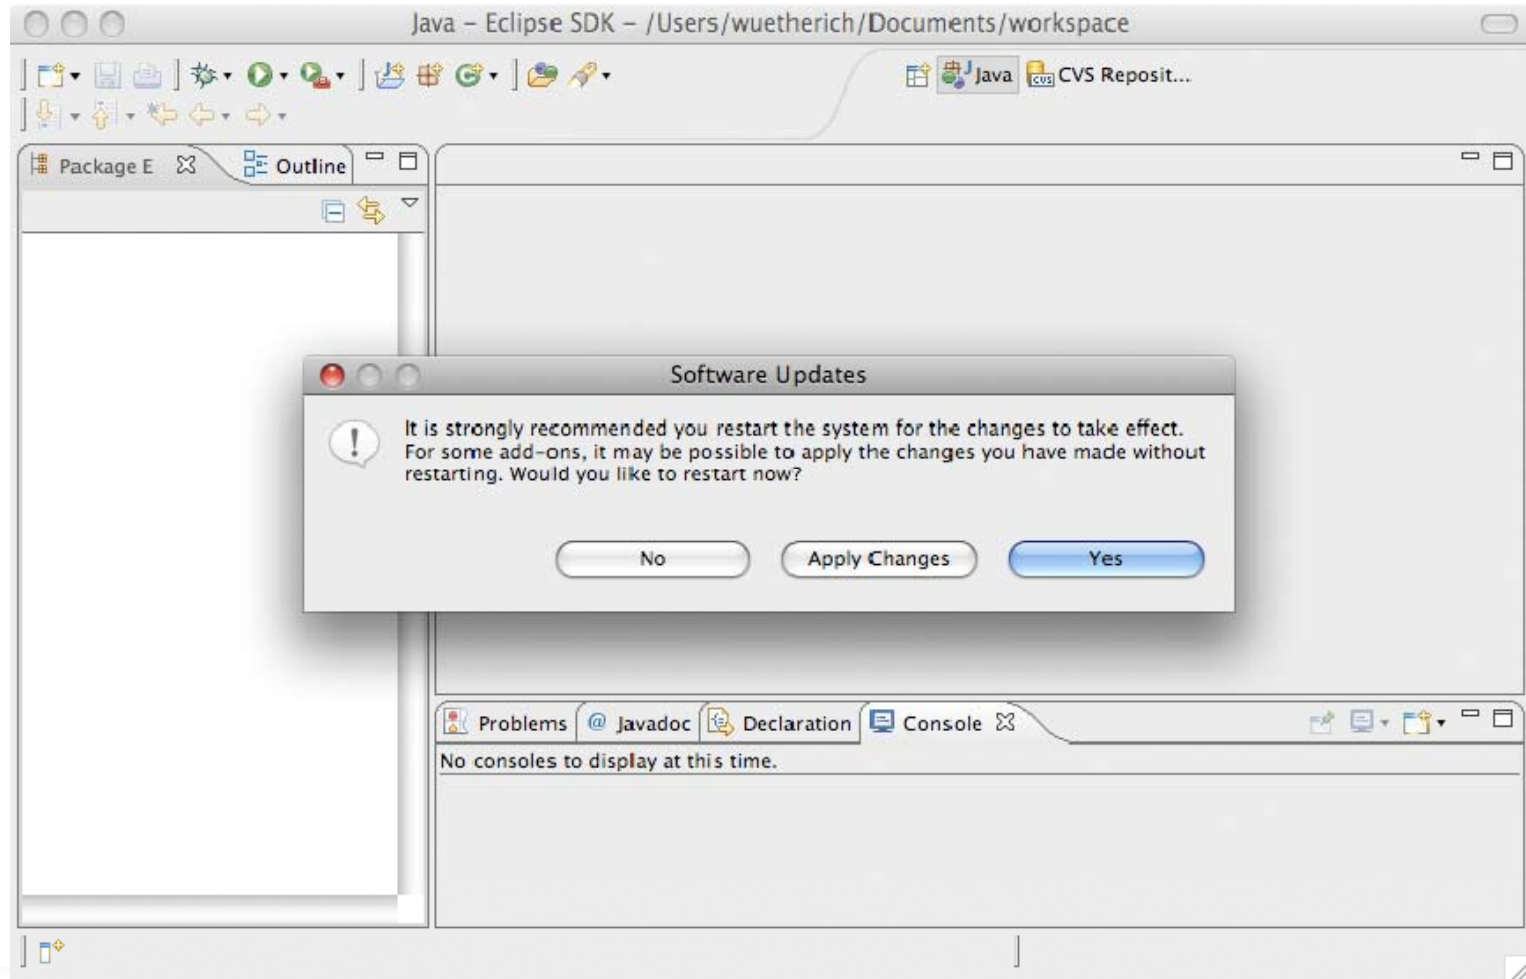 Java – Eclipse SDK – /Users/wuetherich/Documents/workspace
Java CVS Reposit...
Package E Outline
Software Updates
It is strongly recommended you restart the system for the changes to take effect.
For some add-ons, it may be possible to apply the changes you have made without
restarting. Would you like to restart now?
No Apply Changes Yes
Problems @ Javadoc Declaration Console
No consoles to display at this time.